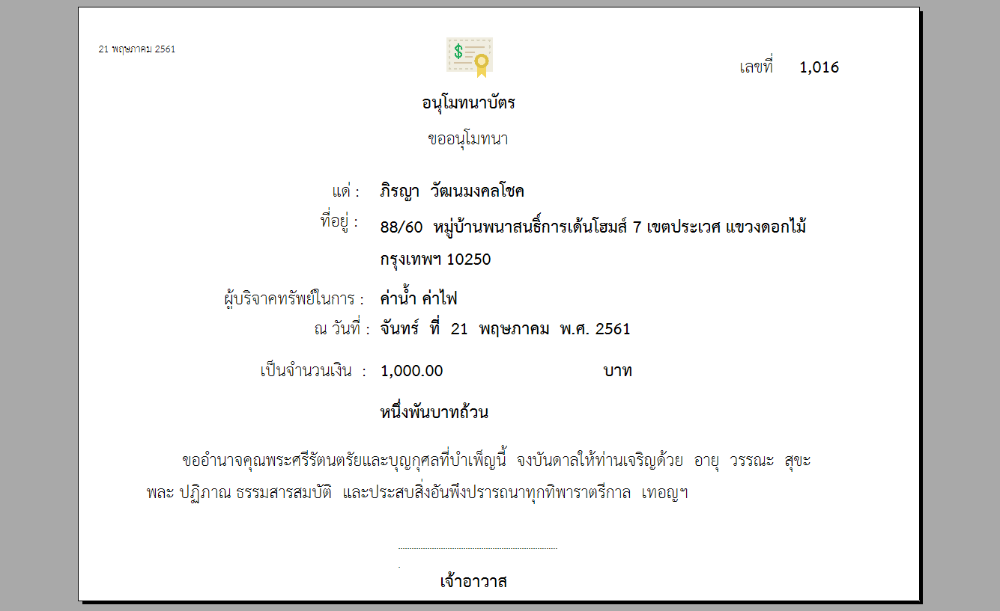 21 พฤษภาคม 2561
$
เลขที่ 1,016
อนุโมทนาบัตร
ขออนุโมทนา
แด่ : ภิรญา วัฒนมงคลโชค
ที่อยู่ : 88/60 หมู่บ้านพนาสนธิ์การเด้นโฮมส์ 7 เขตประเวศ แขวงดอกไม้
กรุงเทพฯ 10250
ผู้บริจาคทรัพย์ในการ : ค่าน้ำ ค่าไฟ
ณ วันที่ : จันทร์ ที่ 21 พฤษภาคม พ.ศ. 2561
เป็นจำนวนเงิน : 1,000.00 บาท
หนึ่งพันบาทถ้วน
ขออำนาจคุณพระศรีรัตนตรัยและบุญกุศลที่บำเพ็ญนี้ จงบันดาลให้ท่านเจริญด้วย อายุ วรรณะ สุขะ
พละ ปฏิภาณ ธรรมสารสมบัติ และประสบสิ่งอันพึงปรารถนาทุกทิพาราตรีกาล เทอญฯ
เจ้าอาวาส